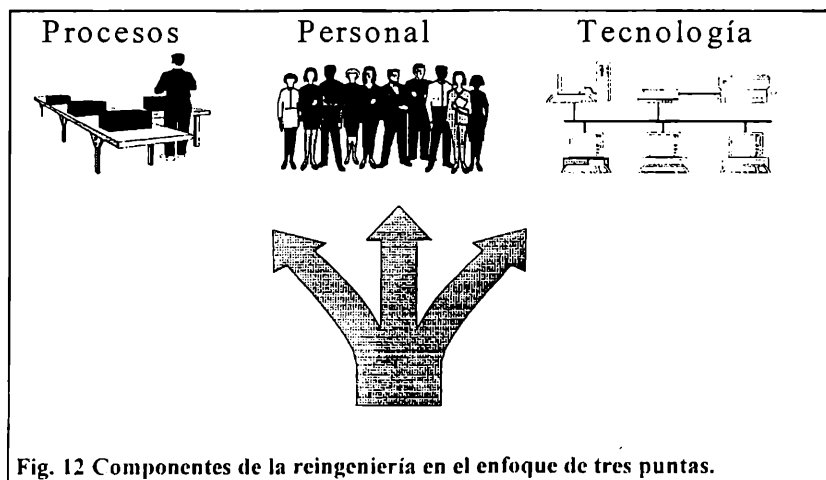 Procesos Personal Tecnología
Fig. 12 Componentes de la reingeniería en el enfoque de tres puntas.